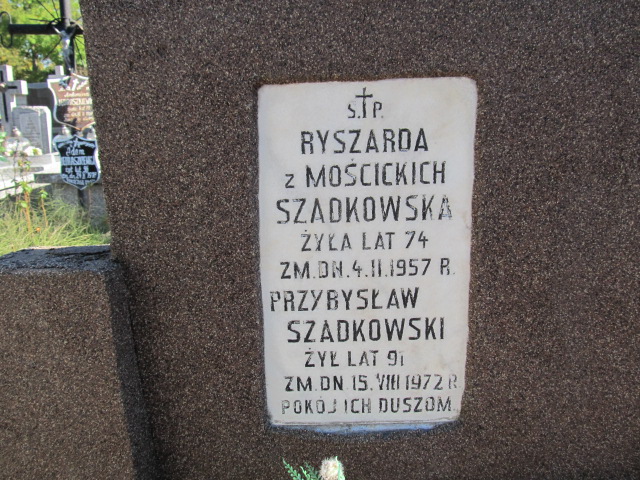 Ś.†P.
RYSZARDA
z MOŚCICKICH
SZADKOWSKA
ŻYŁA LAT 74
ZM.DN.4.II.1957 R.
PRZYBYSŁAW
SZADKOWSKI
ŻYŁ LAT 91
ZM.DN 15.VIII 1972 R
POKÓJ ICH DUSZOM